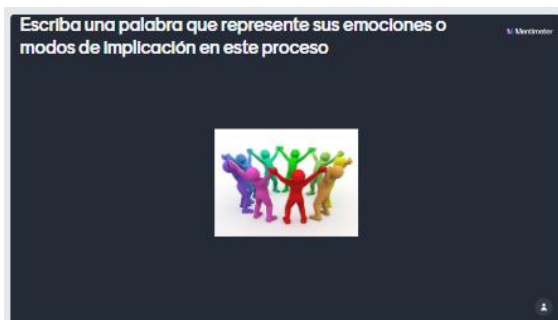 Escriba una palabra que represente sus emociones o
modos de implicación en este proceso
Mentimeter